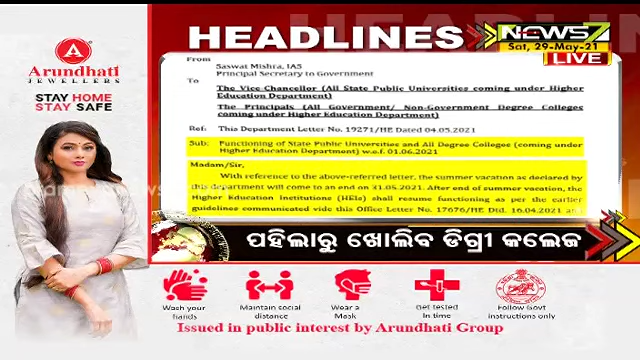 HEADLINES
NEWS7
Sat, 29-May-21
LIVE
Arundhati
JEWELLERS
STAY HOME
STAY SAFE
From
Saswat Mishra, IAS
Principal Secretary to Government
To
The Vice-Chancellor (All State Public Universities coming under Higher
Education Department)
The Principals (All Government/ Non-Government Degree Colleges
coming under Higher Education Department)
Ref: This Department Letter No. 19271/HE Dated 04.05.2021
Sub: Functioning of State Public Universities and All Degree Colleges (coming under
Higher Education Department) w.e.f. 01.06.2021
Madam/Sir,
With reference to the above-referred letter, the summer vacation as declared by
this department will come to an end on 31.05.2021. After end of summer vacation, the
Higher Education Institutions (HEIs) shall resume functioning as per the earlier
guidelines communicated vide this Office Letter No. 17676/HE Dtd. 16.04.2021 as
ପହିଲାରୁ ଖୋଲିବ ଡିଗ୍ରୀ କଲେଜ
Wash your
hands
Maintain social
distance
Wear a
Mask
Get tested
In time
Follow Govt
instructions only
Issued in public interest by Arundhati Group